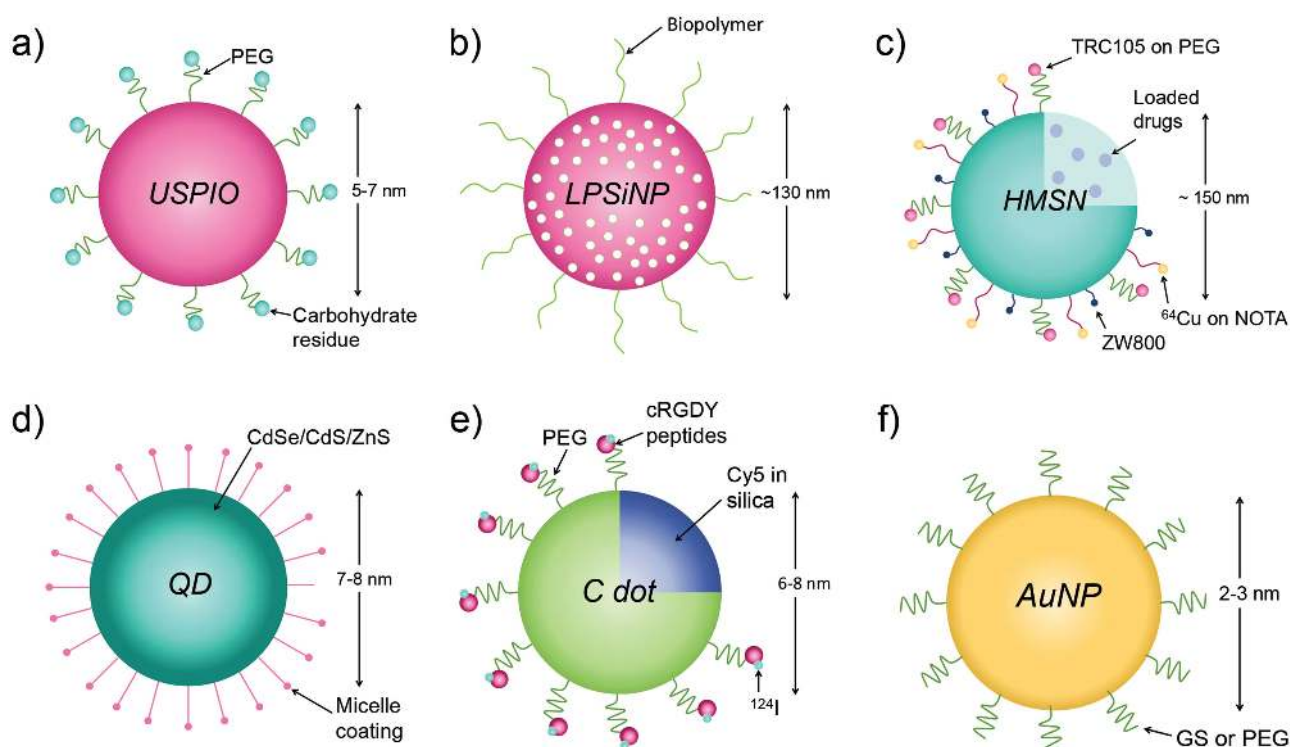 a)
PEG
USPIO
5-7 nm
Carbohydrate
residue
b)
Biopolymer
LPSiNP
~130 nm
c)
TRC105 on PEG
Loaded
drugs
HMSN
~ 150 nm
⁶⁴Cu on NOTA
ZW800
d)
CdSe/CdS/ZnS
QD
7-8 nm
Micelle
coating
e)
cRGDY
peptides
PEG
Cy5 in
silica
C dot
6-8 nm
¹²⁴I
f)
AuNP
2-3 nm
GS or PEG